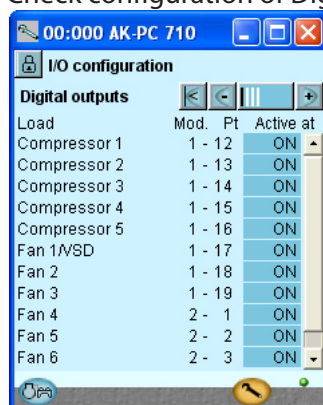 Check configuration of Dig
00:000 AK-PC 710
I/O configuration
Digital outputs
Load Mod. Pt Active at
Compressor 1 1 - 12 ON
Compressor 2 1 - 13 ON
Compressor 3 1 - 14 ON
Compressor 4 1 - 15 ON
Compressor 5 1 - 16 ON
Fan 1/VSD 1 - 17 ON
Fan 2 1 - 18 ON
Fan 3 1 - 19 ON
Fan 4 2 - 1 ON
Fan 5 2 - 2 ON
Fan 6 2 - 3 ON